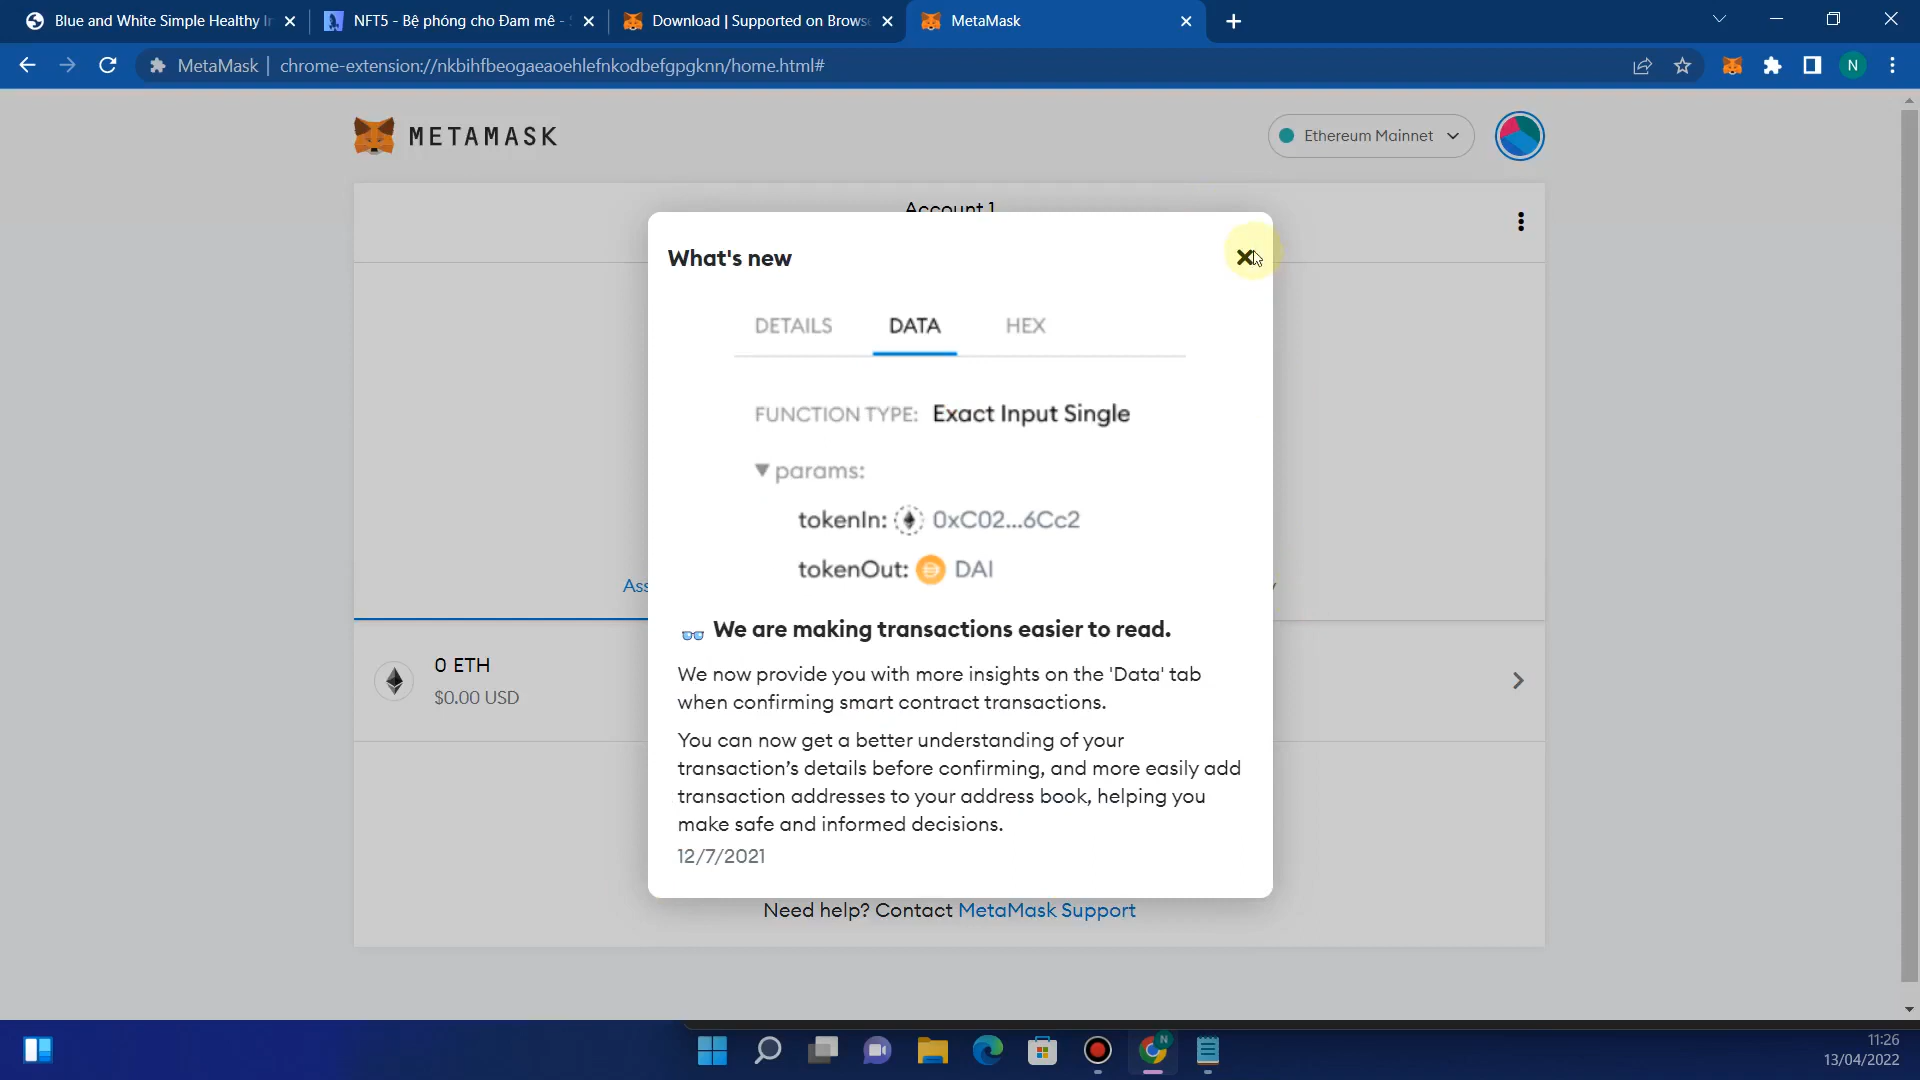 Blue and White Simple Healthy I
NFT5 - Bệ phóng cho Đam mê -
Download | Supported on Brows
MetaMask
MetaMask | chrome-extension://nkbihfbeogaeaoehlefnkodbefgpgknn/home.html#
N
METAMASK
Ethereum Mainnet
Account 1
What's new
DETAILS
DATA
HEX
FUNCTION TYPE: Exact Input Single
params:
tokenIn: 0xC02...6Cc2
tokenOut: DAI
Ass
We are making transactions easier to read.
0 ETH
$0.00 USD
We now provide you with more insights on the 'Data' tab
when confirming smart contract transactions.
You can now get a better understanding of your
transaction’s details before confirming, and more easily add
transaction addresses to your address book, helping you
make safe and informed decisions.
12/7/2021
Need help? Contact MetaMask Support
N
11:26
13/04/2022